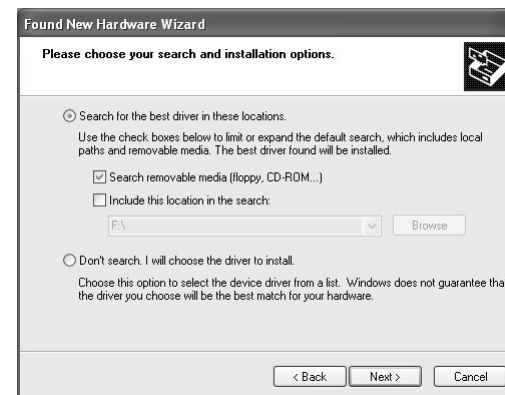 Found New Hardware Wizard
Please choose your search and installation options.
Search for the best driver in these locations.
Use the check boxes below to limit or expand the default search, which includes local
paths and removable media. The best driver found will be installed.
Search removable media (floppy, CD-ROM...)
Include this location in the search:
F:\
Browse
Don't search. I will choose the driver to install.
Choose this option to select the device driver from a list. Windows does not guarantee tha
the driver you choose will be the best match for your hardware.
< Back
Next >
Cancel